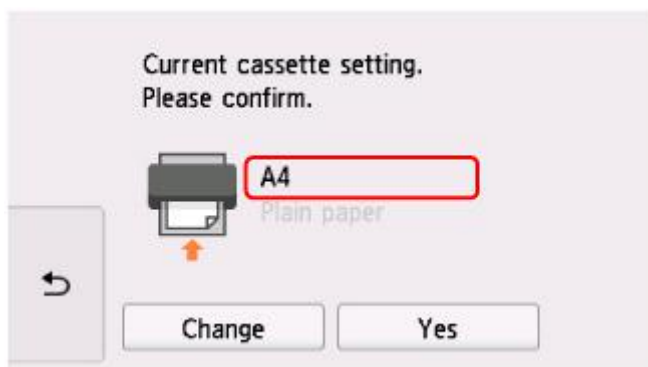 Current cassette setting.
Please confirm.
A4
Plain paper
Change
Yes